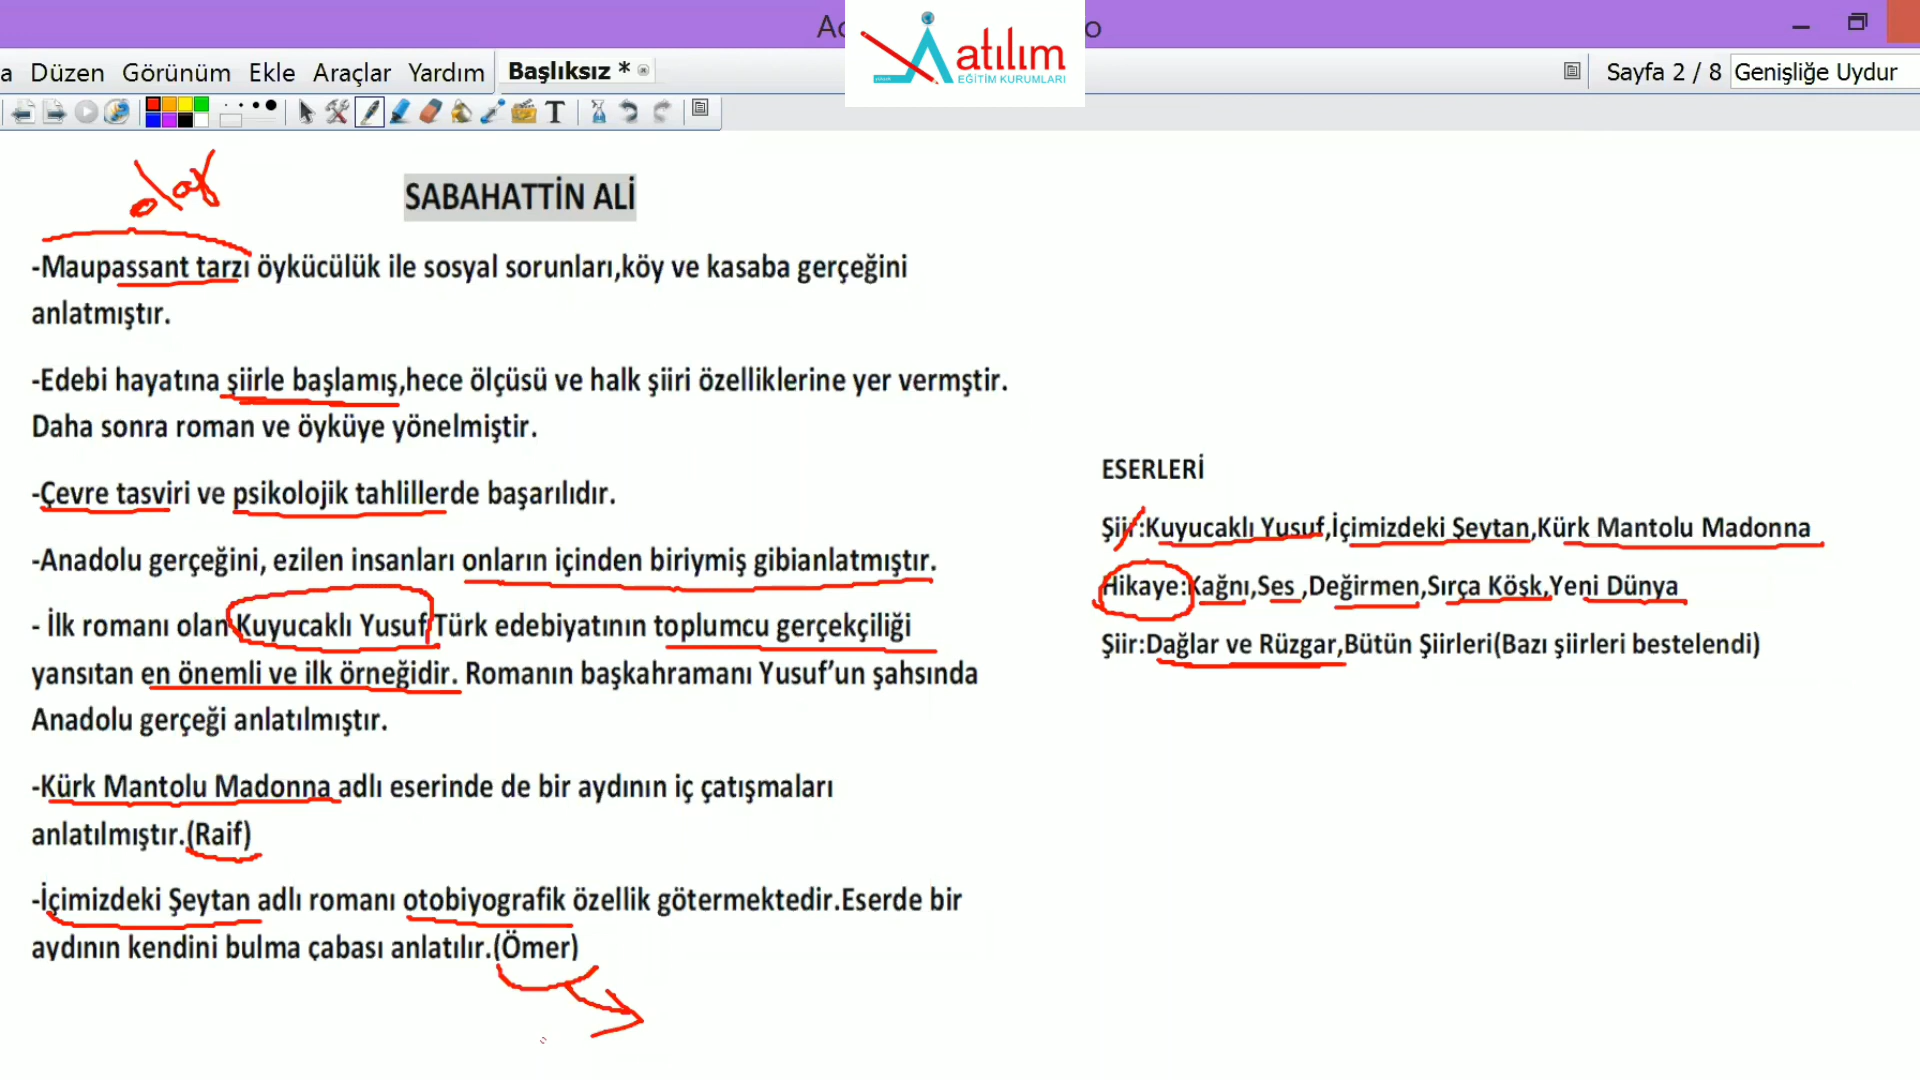 Ac
o
atılım
EĞİTİM KURUMLARI
a Düzen Görünüm Ekle Araçlar Yardım
Başlıksız *
Sayfa 2 / 8
Genişliğe Uydur
T
olay
SABAHATTİN ALİ
-Maupassant tarzı öykücülük ile sosyal sorunları,köy ve kasaba gerçeğini
anlatmıştır.
-Edebi hayatına şiirle başlamış,hece ölçüsü ve halk şiiri özelliklerine yer vermştir.
Daha sonra roman ve öyküye yönelmiştir.
-Çevre tasviri ve psikolojik tahlillerde başarılıdır.
-Anadolu gerçeğini, ezilen insanları onların içinden biriymiş gibianlatmıştır.
- İlk romanı olan Kuyucaklı Yusuf Türk edebiyatının toplumcu gerçekçiliği
yansıtan en önemli ve ilk örneğidir. Romanın başkahramanı Yusuf’un şahsında
Anadolu gerçeği anlatılmıştır.
-Kürk Mantolu Madonna adlı eserinde de bir aydının iç çatışmaları
anlatılmıştır.(Raif)
-İçimizdeki Şeytan adlı romanı otobiyografik özellik götermektedir.Eserde bir
aydının kendini bulma çabası anlatılır.(Ömer)
ESERLERİ
Şiir:Kuyucaklı Yusuf,İçimizdeki Şeytan,Kürk Mantolu Madonna
Hikaye:Kağnı,Ses ,Değirmen,Sırça Köşk,Yeni Dünya
Şiir:Dağlar ve Rüzgar,Bütün Şiirleri(Bazı şiirleri bestelendi)